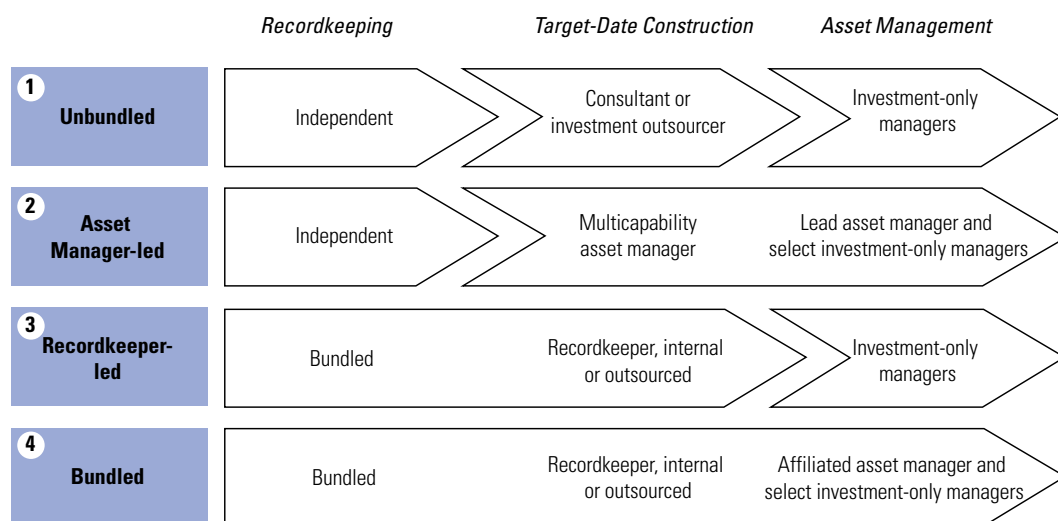 Recordkeeping
Target-Date Construction
Asset Management
1
Unbundled
Independent
Consultant or
investment outsourcer
Investment-only
managers
2
Asset
Manager-led
Independent
Multicapability
asset manager
Lead asset manager and
select investment-only managers
3
Recordkeeper-
led
Bundled
Recordkeeper, internal
or outsourced
Investment-only
managers
4
Bundled
Bundled
Recordkeeper, internal
or outsourced
Affiliated asset manager and
select investment-only managers